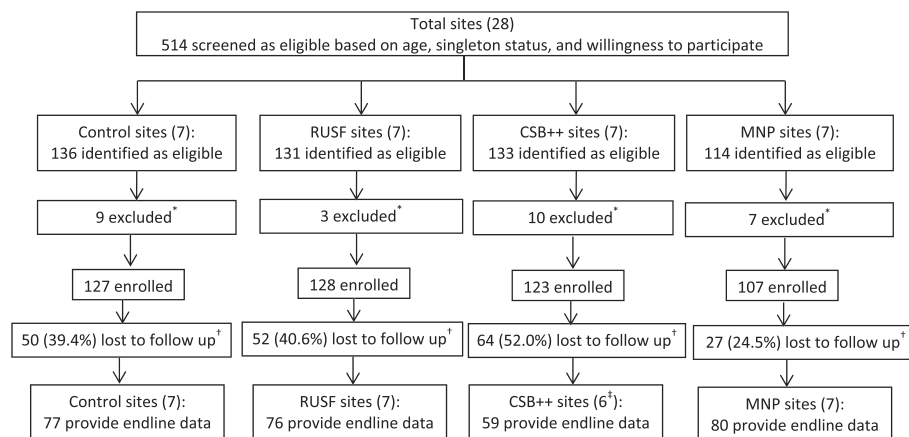 Total sites (28)
514 screened as eligible based on age, singleton status, and willingness to participate
Control sites (7):
136 identified as eligible
RUSF sites (7):
131 identified as eligible
CSB++ sites (7):
133 identified as eligible
MNP sites (7):
114 identified as eligible
9 excluded*
3 excluded*
10 excluded*
7 excluded*
127 enrolled
128 enrolled
123 enrolled
107 enrolled
50 (39.4%) lost to follow up†
52 (40.6%) lost to follow up†
64 (52.0%) lost to follow up†
27 (24.5%) lost to follow up†
Control sites (7):
77 provide endline data
RUSF sites (7):
76 provide endline data
CSB++ sites (6‡):
59 provide endline data
MNP sites (7):
80 provide endline data